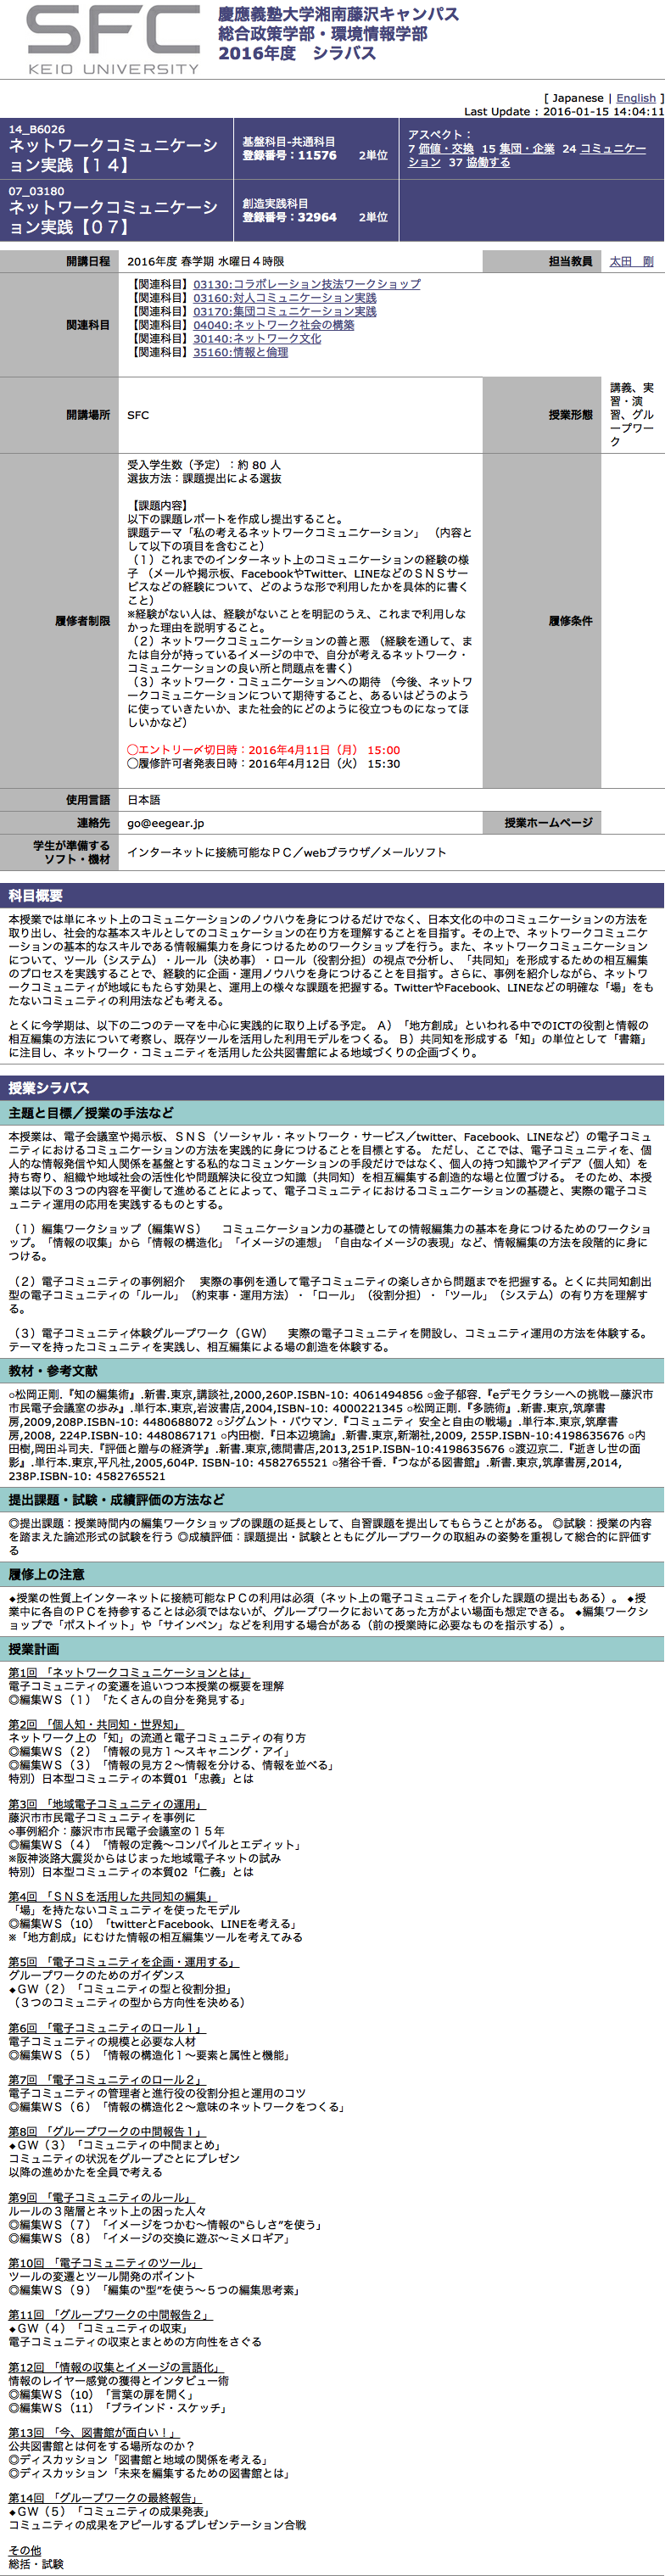 SFC
KEIO UNIVERSITY
慶應義塾大学湘南藤沢キャンパス
総合政策学部・環境情報学部
2016年度　シラバス
[ Japanese | English ]
Last Update : 2016-01-15 14:04:11
14_B6026
ネットワークコミュニケーシ
ョン実践【１４】
基盤科目-共通科目
登録番号：11576　　2単位
アスペクト：
7 価値・交換 15 集団・企業 24 コミュニケー
ション 37 協働する
07_03180
ネットワークコミュニケーシ
ョン実践【０７】
創造実践科目
登録番号：32964　　2単位
開講日程
2016年度 春学期 水曜日４時限
担当教員
太田　剛
関連科目
【関連科目】03130:コラボレーション技法ワークショップ
【関連科目】03160:対人コミュニケーション実践
【関連科目】03170:集団コミュニケーション実践
【関連科目】04040:ネットワーク社会の構築
【関連科目】30140:ネットワーク文化
【関連科目】35160:情報と倫理
開講場所
SFC
授業形態
講義、実
習・演
習、グル
ープワー
ク
履修者制限
受入学生数（予定）：約 80 人
選抜方法：課題提出による選抜
【課題内容】
以下の課題レポートを作成し提出すること。
課題テーマ「私の考えるネットワークコミュニケーション」 （内容と
して以下の項目を含むこと）
（１）これまでのインターネット上のコミュニケーションの経験の様
子 （メールや掲示板、FacebookやTwitter、LINEなどのＳＮＳサー
ビスなどの経験について、どのような形で利用したかを具体的に書く
こと）
※経験がない人は、経験がないことを明記のうえ、これまで利用しな
かった理由を説明すること。
（２）ネットワークコミュニケーションの善と悪 （経験を通して、ま
たは自分が持っているイメージの中で、自分が考えるネットワーク・
コミュニケーションの良い所と問題点を書く）
（３）ネットワーク・コミュニケーションへの期待 （今後、ネットワ
ークコミュニケーションについて期待すること、あるいはどうのよう
に使っていきたいか、また社会的にどのように役立つものになってほ
しいかなど）
◯エントリー〆切日時：2016年4月11日（月） 15:00
◯履修許可者発表日時：2016年4月12日（火） 15:30
履修条件
使用言語
日本語
連絡先
go@eegear.jp
授業ホームページ
学生が準備する
ソフト・機材
インターネットに接続可能なＰＣ／webブラウザ／メールソフト
科目概要
本授業では単にネット上のコミュニケーションのノウハウを身につけるだけでなく、日本文化の中のコミュニケーションの方法を
取り出し、社会的な基本スキルとしてのコミュケーションの在り方を理解することを目指す。その上で、ネットワークコミュニケ
ーションの基本的なスキルである情報編集力を身につけるためのワークショップを行う。また、ネットワークコミュニケーション
について、ツール（システム）・ルール（決め事）・ロール（役割分担）の視点で分析し、「共同知」を形成するための相互編集
のプロセスを実践することで、経験的に企画・運用ノウハウを身につけることを目指す。さらに、事例を紹介しながら、ネットワ
ークコミュニティが地域にもたらす効果と、運用上の様々な課題を把握する。TwitterやFacebook、LINEなどの明確な「場」をも
たないコミュニティの利用法なども考える。
とくに今学期は、以下の二つのテーマを中心に実践的に取り上げる予定。 Ａ）「地方創成」といわれる中でのICTの役割と情報の
相互編集の方法について考察し、既存ツールを活用した利用モデルをつくる。 Ｂ）共同知を形成する「知」の単位として「書籍」
に注目し、ネットワーク・コミュニティを活用した公共図書館による地域づくりの企画づくり。
授業シラバス
主題と目標／授業の手法など
本授業は、電子会議室や掲示板、ＳＮＳ（ソーシャル・ネットワーク・サービス／twitter、Facebook、LINEなど）の電子コミュ
ニティにおけるコミュニケーションの方法を実践的に身につけることを目標とする。 ただし、ここでは、電子コミュニティを、個
人的な情報発信や知人関係を基盤とする私的なコミュンケーションの手段だけではなく、個人の持つ知識やアイデア（個人知）を
持ち寄り、組織や地域社会の活性化や問題解決に役立つ知識（共同知）を相互編集する創造的な場と位置づける。 そのため、本授
業は以下の３つの内容を平衡して進めることによって、電子コミュニティにおけるコミュニケーションの基礎と、実際の電子コミ
ュニティ運用の応用を実践するものとする。
（１）編集ワークショップ（編集ＷＳ）　 コミュニケーション力の基礎としての情報編集力の基本を身につけるためのワークショ
ップ。「情報の収集」から「情報の構造化」「イメージの連想」「自由なイメージの表現」など、情報編集の方法を段階的に身に
つける。
（２）電子コミュティの事例紹介　 実際の事例を通して電子コミュニティの楽しさから問題までを把握する。とくに共同知創出
型の電子コミュティの「ルール」（約束事・運用方法）・「ロール」（役割分担）・「ツール」（システム）の有り方を理解す
る。
（３）電子コミュティ体験グループワーク（ＧＷ）　 実際の電子コミュニティを開設し、コミュティ運用の方法を体験する。
テーマを持ったコミュニティを実践し、相互編集による場の創造を体験する。
教材・参考文献
○松岡正剛.『知の編集術』.新書.東京,講談社,2000,260P.ISBN-10: 4061494856 ○金子郁容.『eデモクラシーへの挑戦—藤沢市
市民電子会議室の歩み』.単行本.東京,岩波書店,2004,ISBN-10: 4000221345 ○松岡正剛.『多読術』.新書.東京,筑摩書
房,2009,208P.ISBN-10: 4480688072 ○ジグムント・バウマン.『コミュニティ 安全と自由の戦場』.単行本.東京,筑摩書
房,2008, 224P.ISBN-10: 4480867171 ○内田樹.『日本辺境論』.新書.東京,新潮社,2009, 255P.ISBN-10:4198635676 ○内
田樹,岡田斗司夫.『評価と贈与の経済学』.新書.東京,徳間書店,2013,251P.ISBN-10:4198635676 ○渡辺京二.『逝きし世の面
影』.単行本.東京,平凡社,2005,604P. ISBN-10: 4582765521 ○猪谷千香.『つながる図書館』.新書.東京,筑摩書房,2014,
238P.ISBN-10: 4582765521
提出課題・試験・成績評価の方法など
◎提出課題：授業時間内の編集ワークショップの課題の延長として、自習課題を提出してもらうことがある。 ◎試験：授業の内容
を踏まえた論述形式の試験を行う ◎成績評価：課題提出・試験とともにグループワークの取組みの姿勢を重視して総合的に評価す
る
履修上の注意
◆授業の性質上インターネットに接続可能なＰＣの利用は必須（ネット上の電子コミュニティを介した課題の提出もある）。 ◆授
業中に各自のＰＣを持参することは必須ではないが、グループワークにおいてあった方がよい場面も想定できる。 ◆編集ワークシ
ョップで「ポストイット」や「サインペン」などを利用する場合がある（前の授業時に必要なものを指示する）。
授業計画
第1回 「ネットワークコミュニケーションとは」
電子コミュニティの変遷を追いつつ本授業の概要を理解
◎編集ＷＳ（１）「たくさんの自分を発見する」
第2回 「個人知・共同知・世界知」
ネットワーク上の「知」の流通と電子コミュニティの有り方
◎編集ＷＳ（２）「情報の見方１〜スキャニング・アイ」
◎編集ＷＳ（３）「情報の見方２〜情報を分ける、情報を並べる」
特別）日本型コミュニティの本質01「忠義」とは
第3回 「地域電子コミュニティの運用」
藤沢市市民電子コミュニティを事例に
◇事例紹介：藤沢市市民電子会議室の１５年
◎編集ＷＳ（４）「情報の定義〜コンパイルとエディット」
※阪神淡路大震災からはじまった地域電子ネットの試み
特別）日本型コミュニティの本質02「仁義」とは
第4回 「ＳＮＳを活用した共同知の編集」
「場」を持たないコミュニティを使ったモデル
◎編集ＷＳ（10）「twitterとFacebook、LINEを考える」
※「地方創成」にむけた情報の相互編集ツールを考えてみる
第5回 「電子コミュニティを企画・運用する」
グループワークのためのガイダンス
◆ＧＷ（２）「コミュニティの型と役割分担」
（３つのコミュニティの型から方向性を決める）
第6回 「電子コミュニティのロール１」
電子コミュニティの規模と必要な人材
◎編集ＷＳ（５）「情報の構造化１〜要素と属性と機能」
第7回 「電子コミュニティのロール２」
電子コミュニティの管理者と進行役の役割分担と運用のコツ
◎編集ＷＳ（６）「情報の構造化２〜意味のネットワークをつくる」
第8回 「グループワークの中間報告１」
◆ＧＷ（３）「コミュニティの中間まとめ」
コミュニティの状況をグループごとにプレゼン
以降の進めかたを全員で考える
第9回 「電子コミュニティのルール」
ルールの３階層とネット上の困った人々
◎編集ＷＳ（７）「イメージをつかむ〜情報の“らしさ”を使う」
◎編集ＷＳ（８）「イメージの交換に遊ぶ〜ミメロギア」
第10回 「電子コミュニティのツール」
ツールの変遷とツール開発のポイント
◎編集ＷＳ（９）「編集の“型”を使う〜５つの編集思考素」
第11回 「グループワークの中間報告２」
◆ＧＷ（４）「コミュニティの収束」
電子コミュニティの収束とまとめの方向性をさぐる
第12回 「情報の収集とイメージの言語化」
情報のレイヤー感覚の獲得とインタビュー術
◎編集ＷＳ（10）「言葉の扉を開く」
◎編集ＷＳ（11）「ブラインド・スケッチ」
第13回 「今、図書館が面白い！」
公共図書館とは何をする場所なのか？
◎ディスカッション「図書館と地域の関係を考える」
◎ディスカッション「未来を編集するための図書館とは」
第14回 「グループワークの最終報告」
◆ＧＷ（５）「コミュニティの成果発表」
コミュニティの成果をアピールするプレゼンテーション合戦
その他
総括・試験